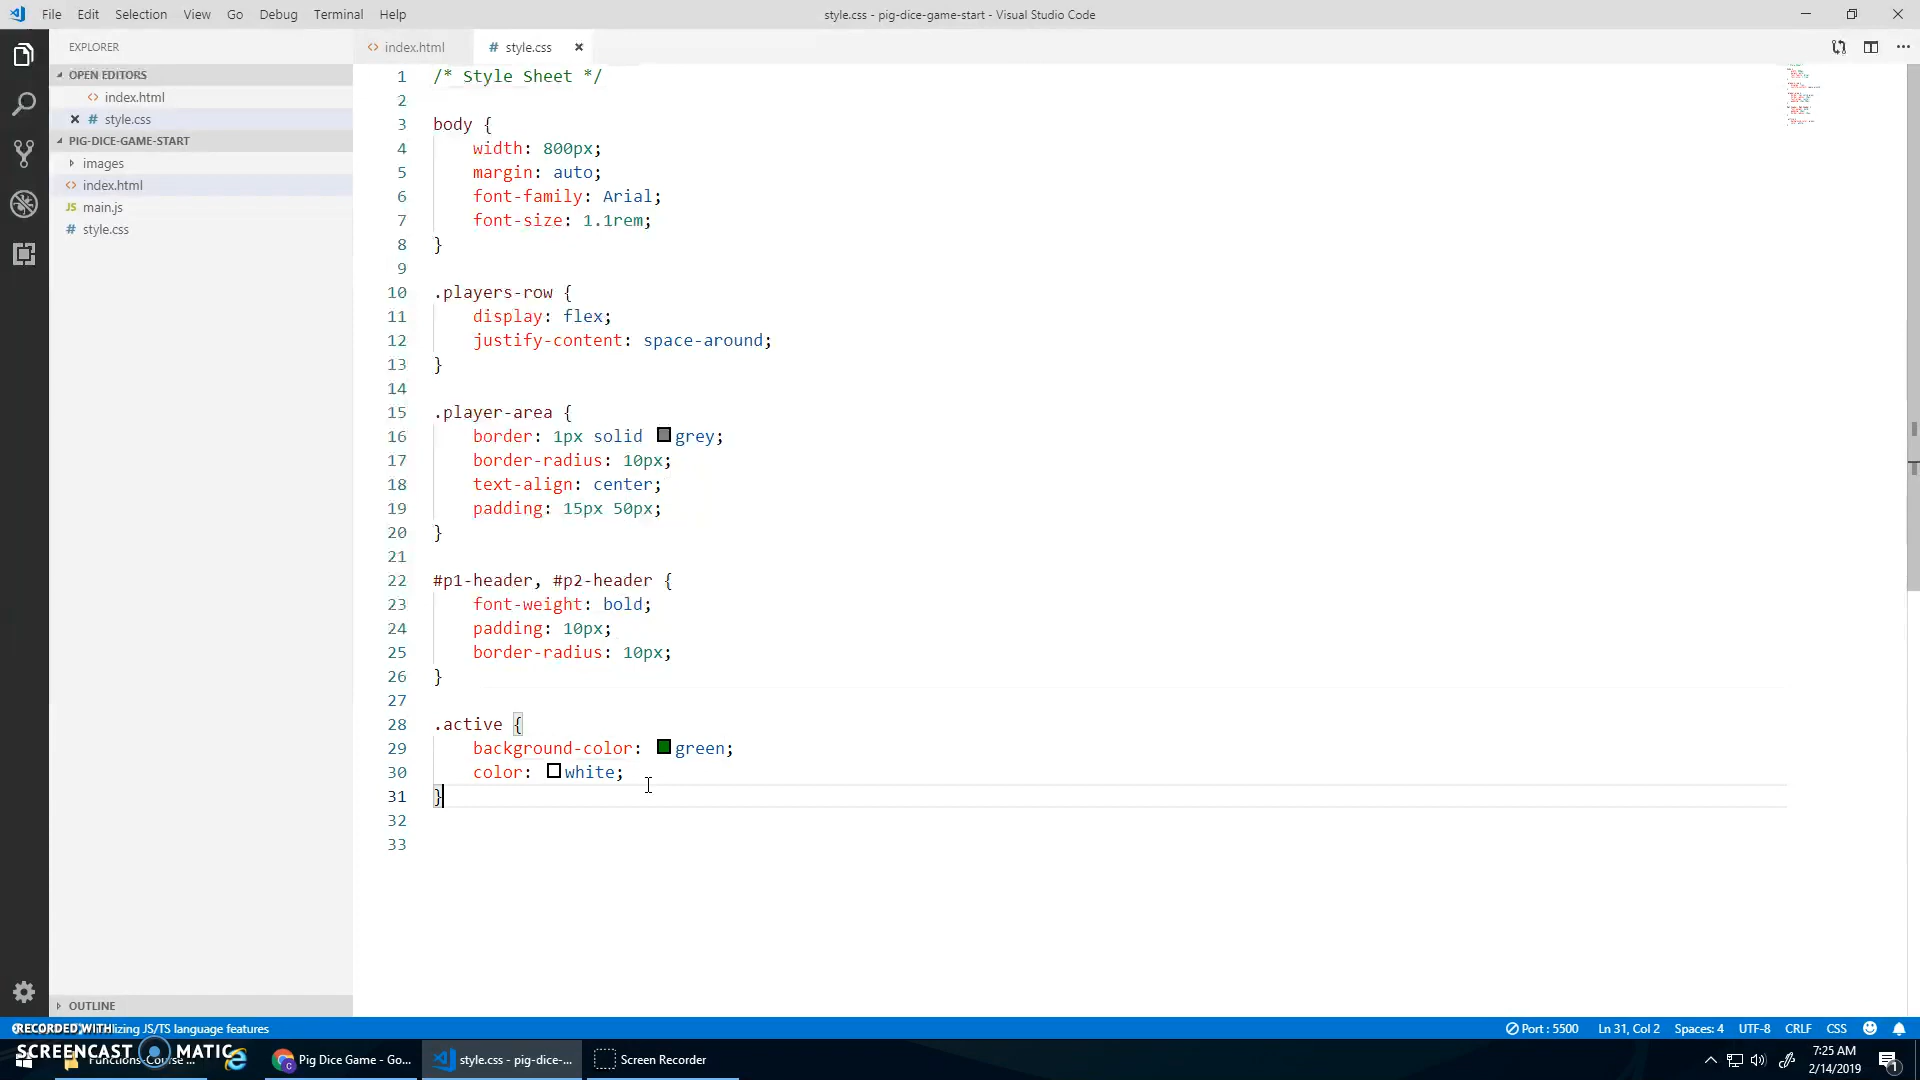 File Edit Selection View Go Debug Terminal Help
style.css - pig-dice-game-start - Visual Studio Code
EXPLORER
OPEN EDITORS
index.html
style.css
PIG-DICE-GAME-START
images
index.html
JS main.js
# style.css
OUTLINE
index.html
# style.css
1 /* Style Sheet */
2
3 body {
4 width: 800px;
5 margin: auto;
6 font-family: Arial;
7 font-size: 1.1rem;
8 }
9
10 .players-row {
11 display: flex;
12 justify-content: space-around;
13 }
14
15 .player-area {
16 border: 1px solid grey;
17 border-radius: 10px;
18 text-align: center;
19 padding: 15px 50px;
20 }
21
22 #p1-header, #p2-header {
23 font-weight: bold;
24 padding: 10px;
25 border-radius: 10px;
26 }
27
28 .active {
29 background-color: green;
30 color: white;
31 }
32
33
RECORDED WITH
lizing JS/TS language features
Port : 5500 Ln 31, Col 2 Spaces: 4 UTF-8 CRLF CSS
SCREENCAST MATIC
Pig Dice Game - Go...
style.css - pig-dice-...
Screen Recorder
7:25 AM
2/14/2019
1